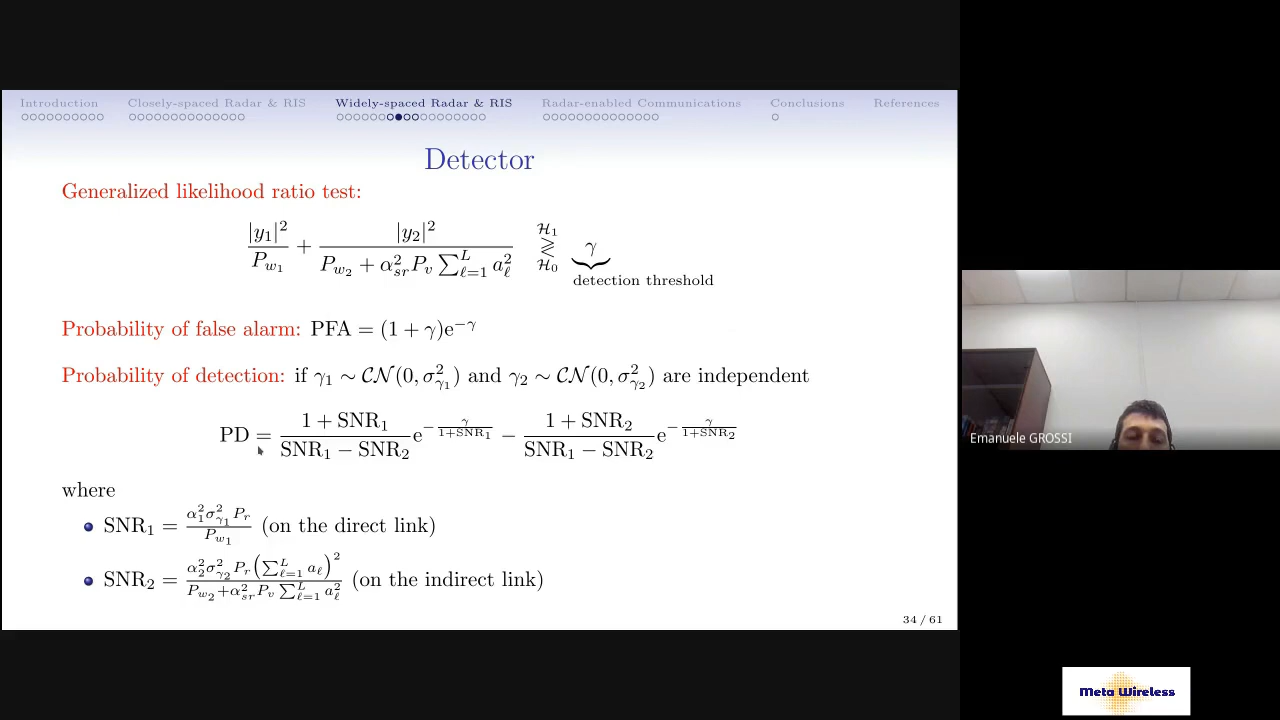 Introduction Closely-spaced Radar & RIS Widely-spaced Radar & RIS Radar-enabled Communications Conclusions References
Detector
Generalized likelihood ratio test:
|y₁|²/P_{w₁} + |y₂|²/(P_{w₂} + α²_{sr} P_v ∑_{ℓ=1}^{L} a²_ℓ) ≷^{ℋ₁}_{ℋ₀} γ
detection threshold
Probability of false alarm: PFA = (1 + γ)e^{−γ}
Probability of detection: if γ₁ ∼ 𝒞𝒩(0, σ²_{γ₁}) and γ₂ ∼ 𝒞𝒩(0, σ²_{γ₂}) are independent
PD = (1 + SNR₁)/(SNR₁ − SNR₂) e^{−γ/(1+SNR₁)} − (1 + SNR₂)/(SNR₁ − SNR₂) e^{−γ/(1+SNR₂)}
where
SNR₁ = α₁²σ²_{γ₁}P_r/P_{w₁} (on the direct link)
SNR₂ = α₂²σ²_{γ₂}P_r(∑_{ℓ=1}^{L} a_ℓ)²/(P_{w₂}+α²_{sr}P_v ∑_{ℓ=1}^{L} a²_ℓ) (on the indirect link)
34 / 61
Emanuele GROSSI
Meta Wireless